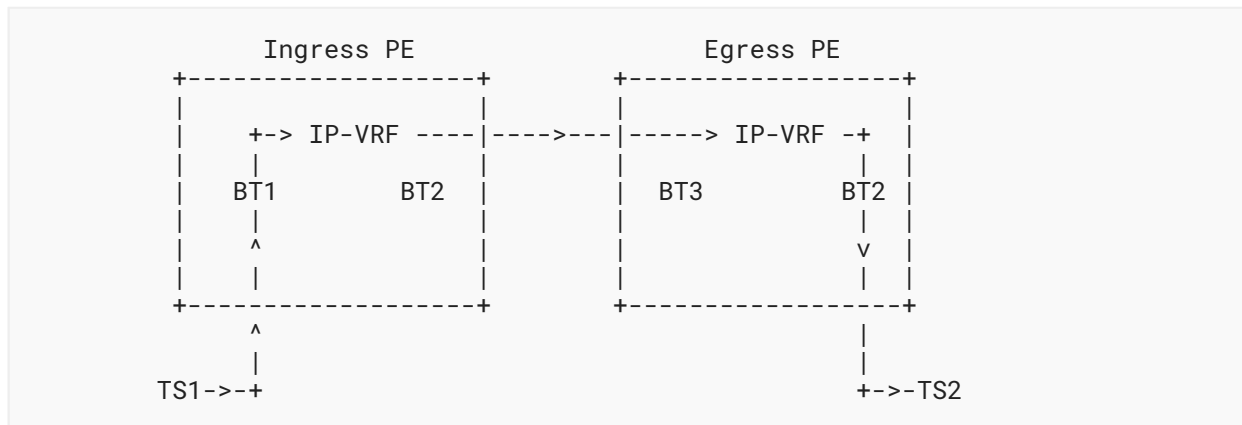 Ingress PE                   Egress PE
+-------------------+        +------------------+
|                   |        |                  |
|    +-> IP-VRF ----|---->---|-----> IP-VRF -+  |
|    |              |        |               |  |
|   BT1        BT2  |        |  BT3         BT2 |
|    |              |        |               |  |
|    ^              |        |               v  |
|    |              |        |               |  |
+-------------------+        +------------------+
^                                       |
|                                       |
TS1->-+                                       +->-TS2